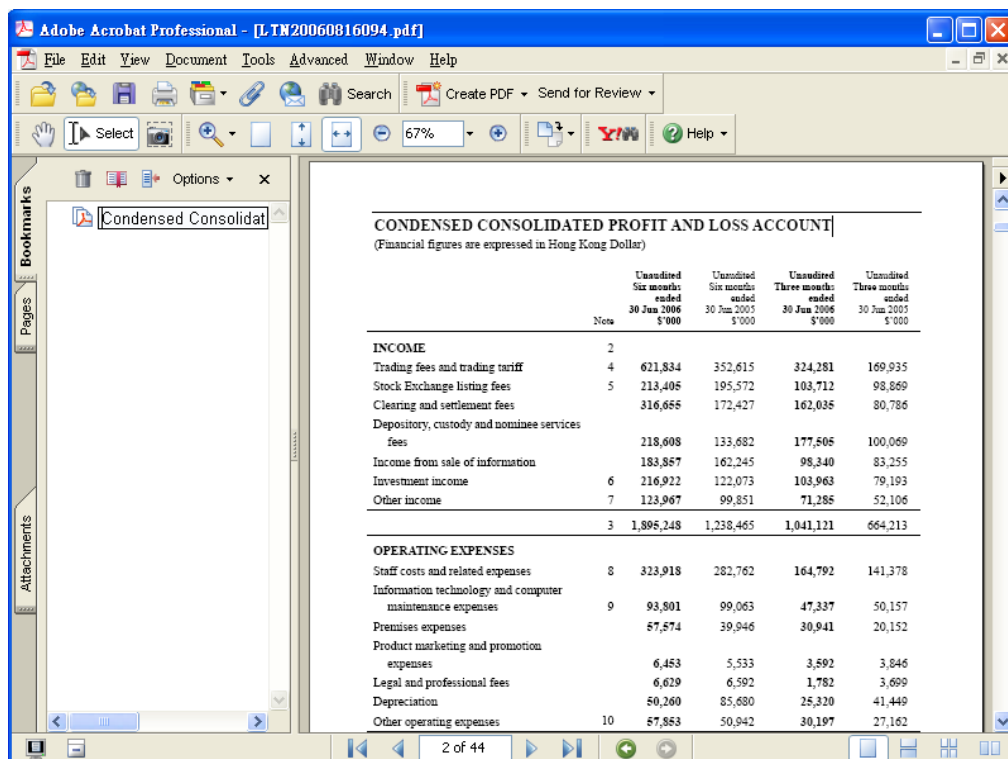 Adobe Acrobat Professional - [LTN20060816094.pdf]
File Edit View Document Tools Advanced Window Help
Search Create PDF Send for Review
Select 67% Y! Help
Bookmarks
Pages
Attachments
Options x
Condensed Consolidat
CONDENSED CONSOLIDATED PROFIT AND LOSS ACCOUNT
(Financial figures are expressed in Hong Kong Dollar)
Unaudited Unaudited Unaudited Unaudited
Six months Six months Three months Three months
ended ended ended ended
30 Jun 2006 30 Jun 2005 30 Jun 2006 30 Jun 2005
Note $'000 $'000 $'000 $'000
INCOME 2
Trading fees and trading tariff 4 621,834 352,615 324,281 169,935
Stock Exchange listing fees 5 213,405 195,572 103,712 98,869
Clearing and settlement fees 316,655 172,427 162,035 80,786
Depository, custody and nominee services
fees 218,608 133,682 177,505 100,069
Income from sale of information 183,857 162,245 98,340 83,255
Investment income 6 216,922 122,073 103,963 79,193
Other income 7 123,967 99,851 71,285 52,106
3 1,895,248 1,238,465 1,041,121 664,213
OPERATING EXPENSES
Staff costs and related expenses 8 323,918 282,762 164,792 141,378
Information technology and computer
maintenance expenses 9 93,801 99,063 47,337 50,157
Premises expenses 57,574 39,946 30,941 20,152
Product marketing and promotion
expenses 6,453 5,533 3,592 3,846
Legal and professional fees 6,629 6,592 1,782 3,699
Depreciation 50,260 85,680 25,320 41,449
Other operating expenses 10 57,853 50,942 30,197 27,162
2 of 44